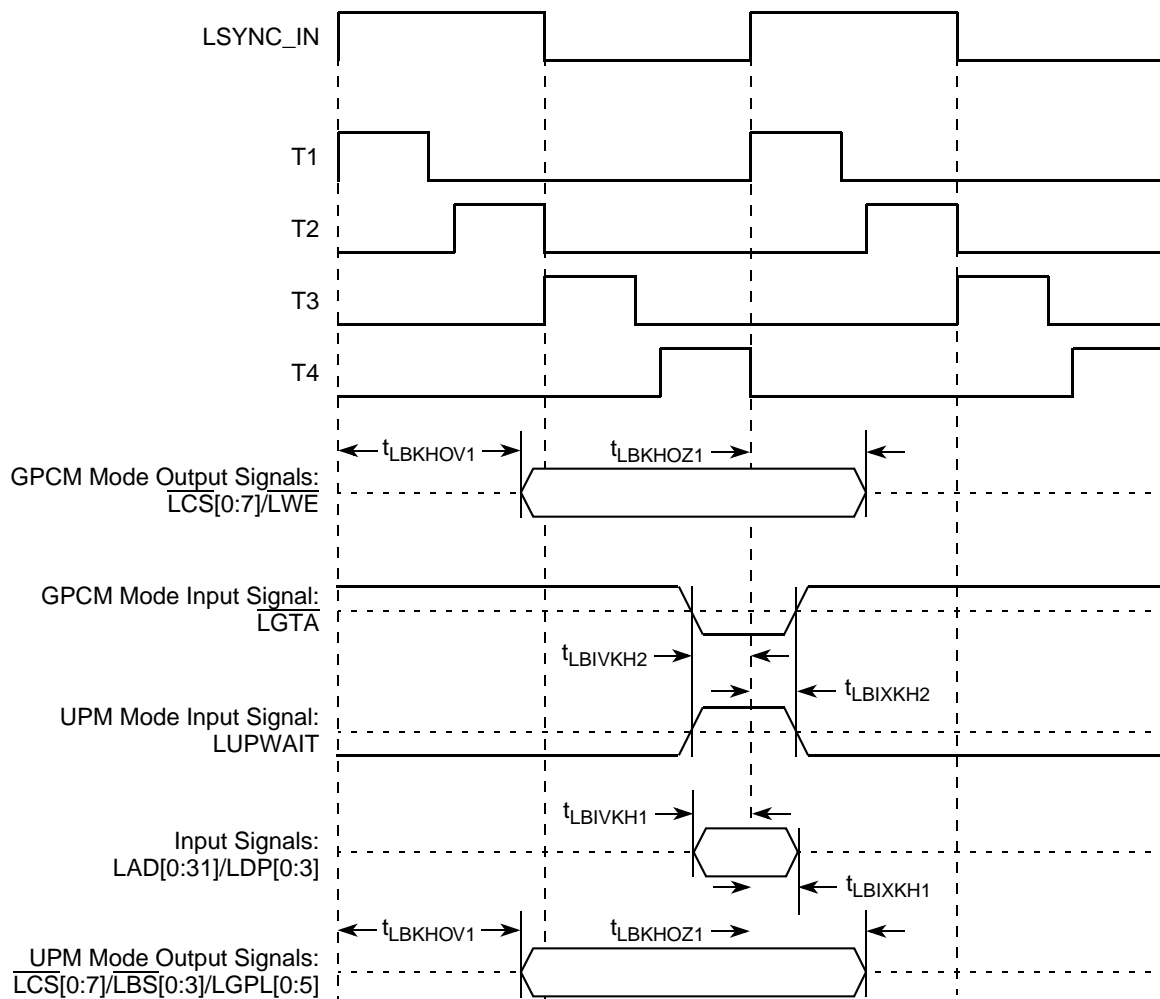 LSYNC_IN
T1
T2
T3
T4
tLBKHOV1
tLBKHOZ1
GPCM Mode Output Signals:
LCS[0:7]/LWE
GPCM Mode Input Signal:
LGTA
tLBIVKH2
tLBIXKH2
UPM Mode Input Signal:
LUPWAIT
tLBIVKH1
Input Signals:
LAD[0:31]/LDP[0:3]
tLBIXKH1
tLBKHOV1
tLBKHOZ1
UPM Mode Output Signals:
LCS[0:7]/LBS[0:3]/LGPL[0:5]